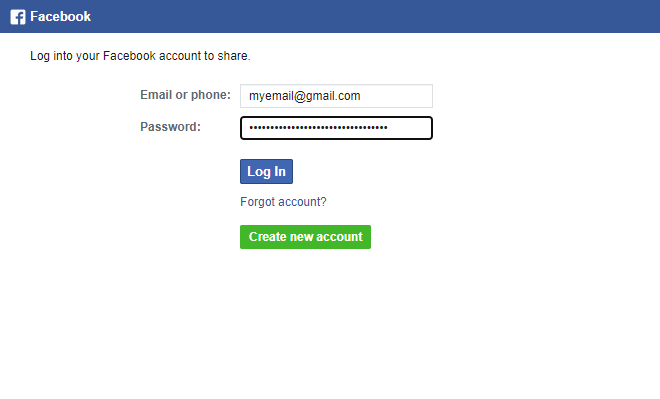 Facebook
Log into your Facebook account to share.
Email or phone: myemail@gmail.com
Password: •••••••••••••••••••••••••••••••••
Log In
Forgot account?
Create new account